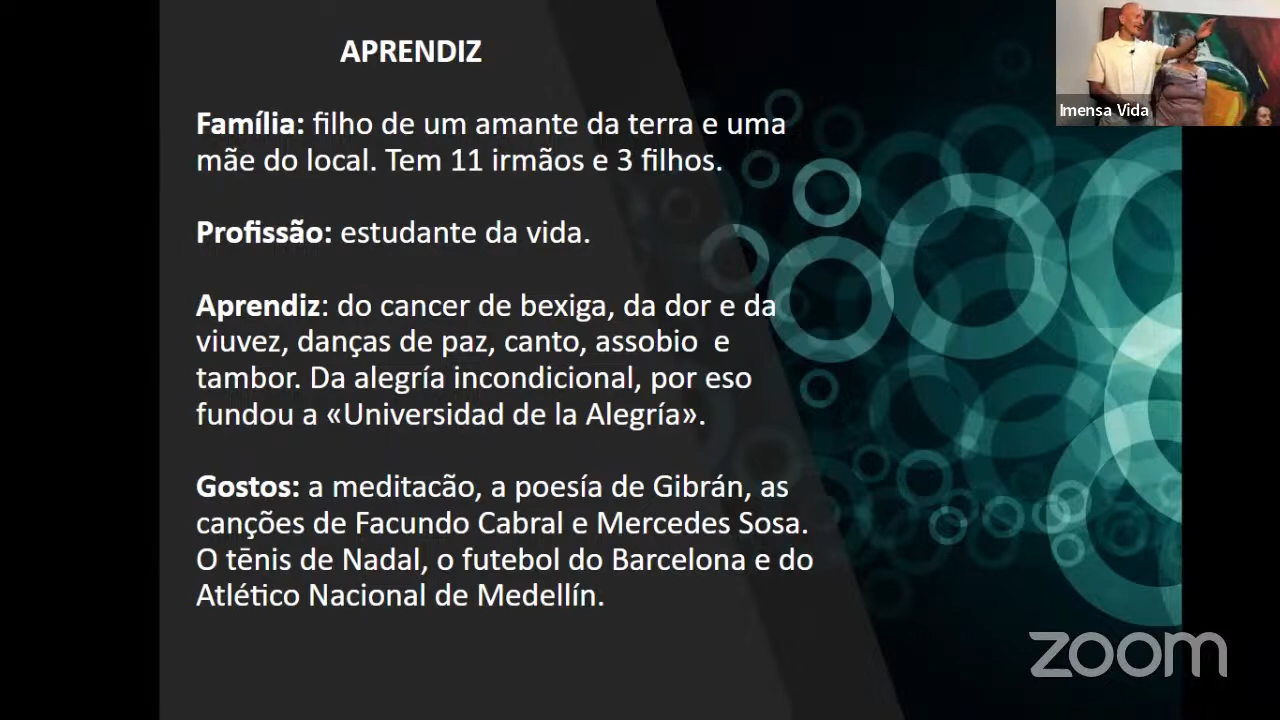 APRENDIZ
Família: filho de um amante da terra e uma
mãe do local. Tem 11 irmãos e 3 filhos.
Profissão: estudante da vida.
Aprendiz: do cancer de bexiga, da dor e da
viuvez, danças de paz, canto, assobio e
tambor. Da alegría incondicional, por eso
fundou a «Universidad de la Alegría».
Gostos: a meditacão, a poesía de Gibrán, as
canções de Facundo Cabral e Mercedes Sosa.
O tēnis de Nadal, o futebol do Barcelona e do
Atlético Nacional de Medellín.
Imensa Vida
zoom